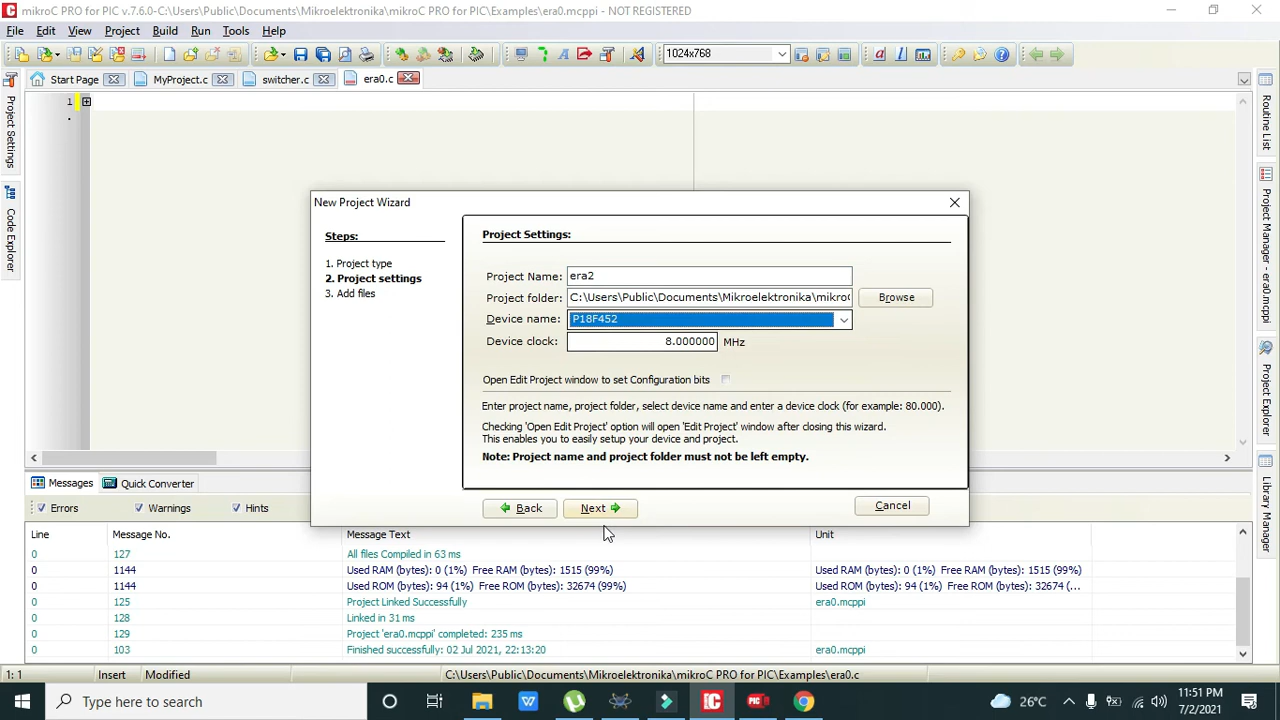 mikroC PRO for PIC v.7.6.0-C:\Users\Public\Documents\Mikroelektronika\mikroC PRO for PIC\Examples\era0.mcppi - NOT REGISTERED
File Edit View Project Build Run Tools Help
1024x768
Start Page MyProject.c switcher.c era0.c
1
Project Settings
Code Explorer
Routine List
Project Manager - era0.mcppi
Project Explorer
Library Manager
New Project Wizard
Steps:
1. Project type
2. Project settings
3. Add files
Project Settings:
Project Name: era2
Project folder: C:\Users\Public\Documents\Mikroelektronika\mikro( Browse
Device name: P18F452
Device clock: 8.000000 MHz
Open Edit Project window to set Configuration bits
Enter project name, project folder, select device name and enter a device clock (for example: 80.000).
Checking 'Open Edit Project' option will open 'Edit Project' window after closing this wizard.
This enables you to easily setup your device and project.
Note: Project name and project folder must not be left empty.
Back Next Cancel
Messages Quick Converter
Errors Warnings Hints
Line Message No. Message Text Unit
0 127 All files Compiled in 63 ms
0 1144 Used RAM (bytes): 0 (1%) Free RAM (bytes): 1515 (99%) Used RAM (bytes): 0 (1%) Free RAM (bytes): 1515 (99%)
0 1144 Used ROM (bytes): 94 (1%) Free ROM (bytes): 32674 (99%) Used ROM (bytes): 94 (1%) Free ROM (bytes): 32674 (...
0 125 Project Linked Successfully era0.mcppi
0 128 Linked in 31 ms
0 129 Project 'era0.mcppi' completed: 235 ms
0 103 Finished successfully: 02 Jul 2021, 22:13:20 era0.mcppi
1: 1 Insert Modified C:\Users\Public\Documents\Mikroelektronika\mikroC PRO for PIC\Examples\era0.c
Type here to search
26°C
11:51 PM
7/2/2021